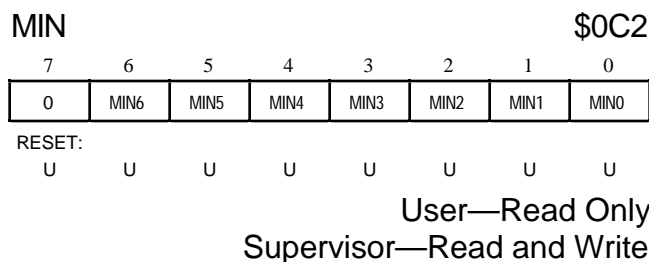 MIN $0C2
7 6 5 4 3 2 1 0
0 MIN6 MIN5 MIN4 MIN3 MIN2 MIN1 MIN0
RESET:
U U U U U U U U
User—Read Only
Supervisor—Read and Write